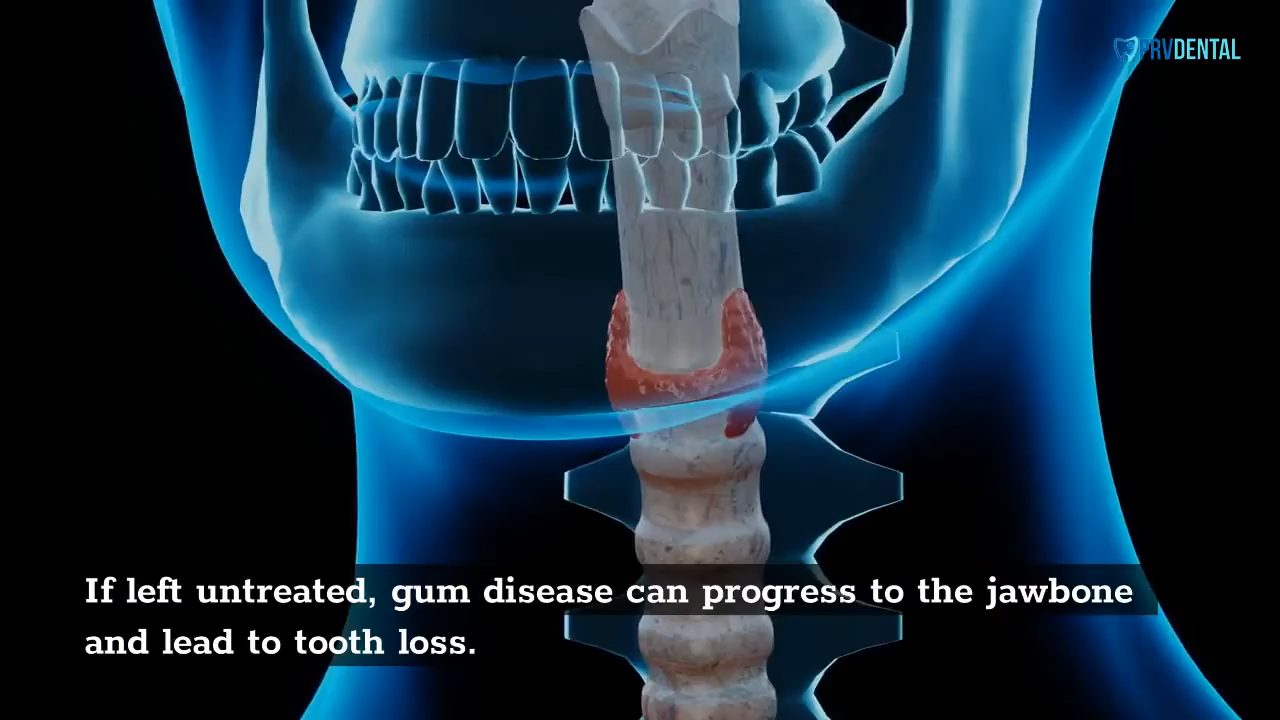 PRVDENTAL
If left untreated, gum disease can progress to the jawbone
and lead to tooth loss.